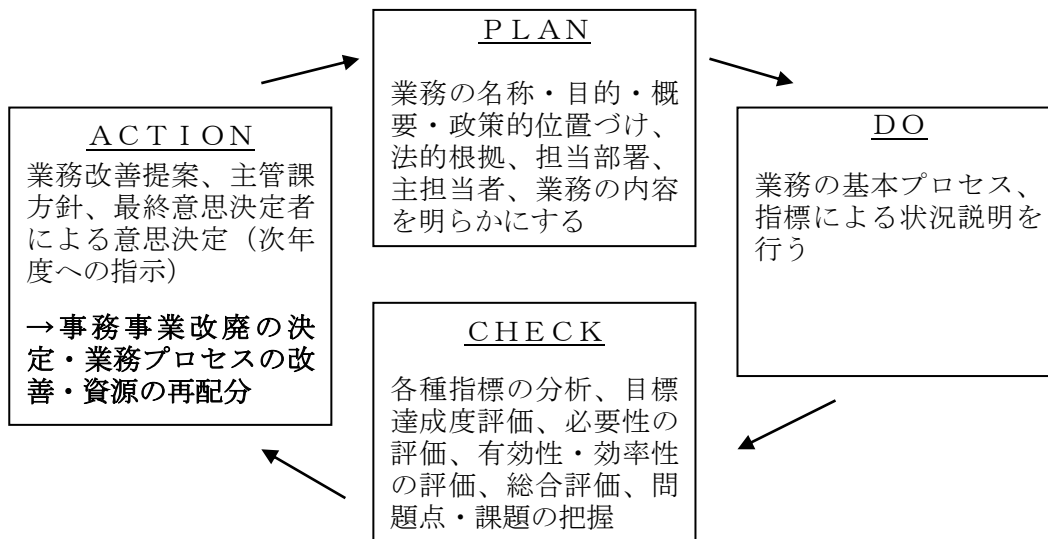 ＰＬＡＮ
業務の名称・目的・概
要・政策的位置づけ、
法的根拠、担当部署、
主担当者、業務の内容
を明らかにする
ＤＯ
業務の基本プロセス、
指標による状況説明を
行う
ＣＨＥＣＫ
各種指標の分析、目標
達成度評価、必要性の
評価、有効性・効率性
の評価、総合評価、問
題点・課題の把握
ＡＣＴＩＯＮ
業務改善提案、主管課
方針、最終意思決定者
による意思決定（次年
度への指示）
→事務事業改廃の決
定・業務プロセスの改
善・資源の再配分